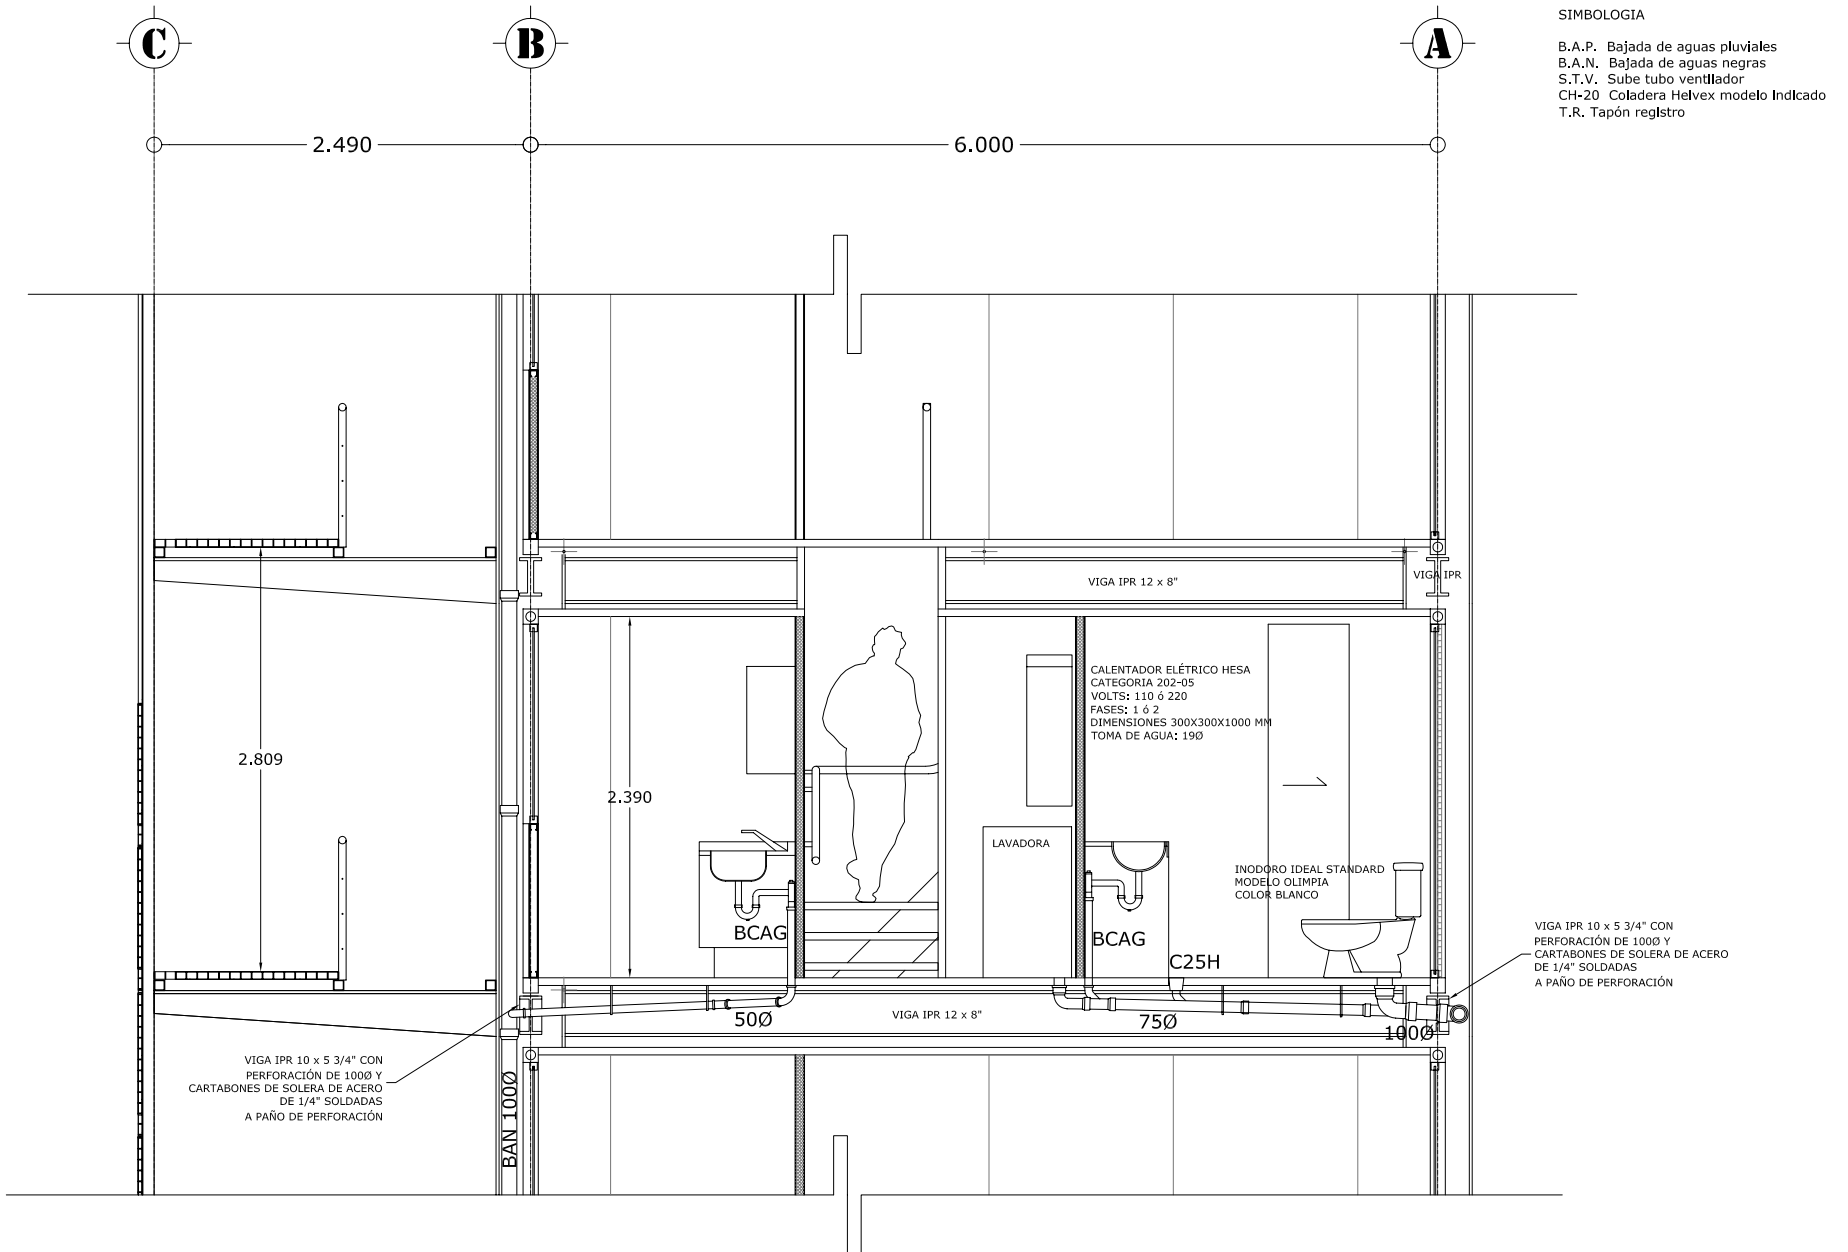 C
B
A
SIMBOLOGIA
B.A.P. Bajada de aguas pluviales
B.A.N. Bajada de aguas negras
S.T.V. Sube tubo ventilador
CH-20 Coladera Helvex modelo indicado
T.R. Tapón registro
2.490
6.000
VIGA IPR 12 x 8"
VIGA IPR
CALENTADOR ELÉTRICO HESA
CATEGORIA 202-05
VOLTS: 110 ó 220
FASES: 1 ó 2
DIMENSIONES 300X300X1000 MM
TOMA DE AGUA: 19Ø
2.809
2.390
LAVADORA
INODORO IDEAL STANDARD
MODELO OLIMPIA
COLOR BLANCO
BCAG
BCAG
C25H
VIGA IPR 10 x 5 3/4" CON
PERFORACIÓN DE 100Ø Y
CARTABONES DE SOLERA DE ACERO
DE 1/4" SOLDADAS
A PAÑO DE PERFORACIÓN
50Ø
VIGA IPR 12 x 8"
75Ø
100Ø
VIGA IPR 10 x 5 3/4" CON
PERFORACIÓN DE 100Ø Y
CARTABONES DE SOLERA DE ACERO
DE 1/4" SOLDADAS
A PAÑO DE PERFORACIÓN
BAN 100Ø